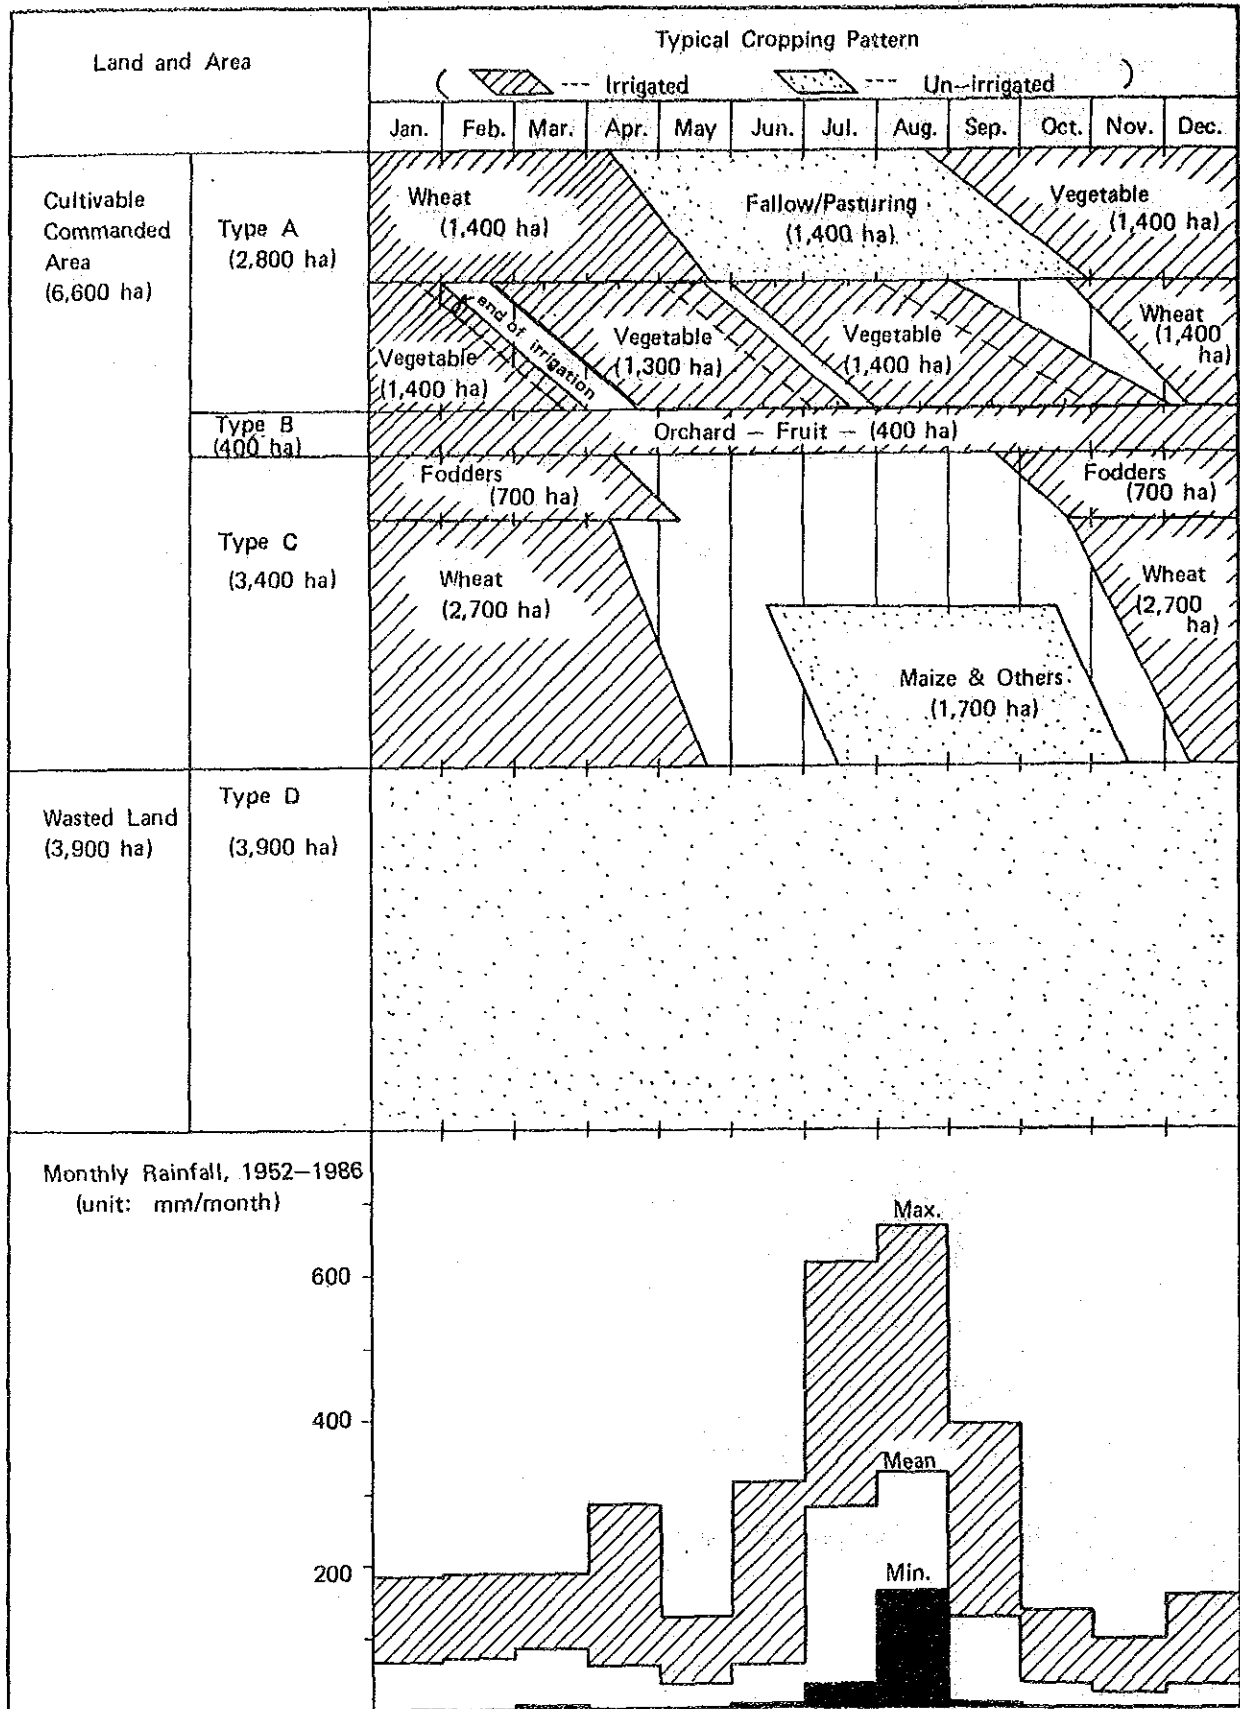 Land and Area
Typical Cropping Pattern
( --- Irrigated --- Un-irrigated )
Jan. Feb. Mar. Apr. May Jun. Jul. Aug. Sep. Oct. Nov. Dec.
Cultivable
Commanded
Area
(6,600 ha)
Type A
(2,800 ha)
Wheat
(1,400 ha)
Fallow/Pasturing
(1,400 ha)
Vegetable
(1,400 ha)
Vegetable
(1,400 ha)
end of irrigation
Vegetable
(1,300 ha)
Vegetable
(1,400 ha)
Wheat
(1,400
ha)
Type B
(400 ha)
Orchard - Fruit - (400 ha)
Type C
(3,400 ha)
Fodders
(700 ha)
Fodders
(700 ha)
Wheat
(2,700 ha)
Maize & Others
(1,700 ha)
Wheat
(2,700
ha)
Wasted Land
(3,900 ha)
Type D
(3,900 ha)
Monthly Rainfall, 1952-1986
(unit: mm/month)
600
400
200
Max.
Mean
Min.